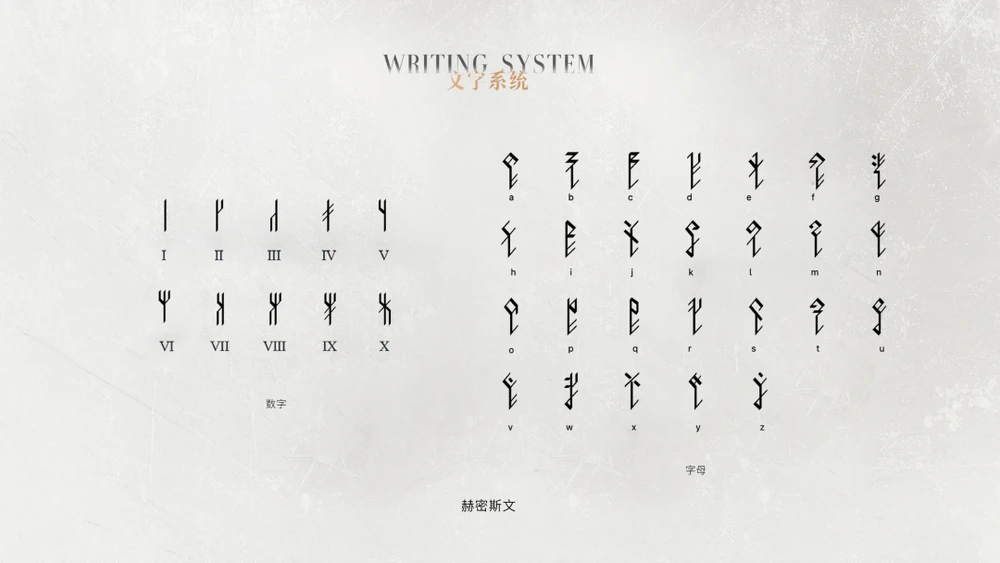 WRITING SYSTEM
文字系统
I II III IV V
VI VII VIII IX X
数字
a b c d e f g
h i j k l m n
o p q r s t u
v w x y z
字母
赫密斯文